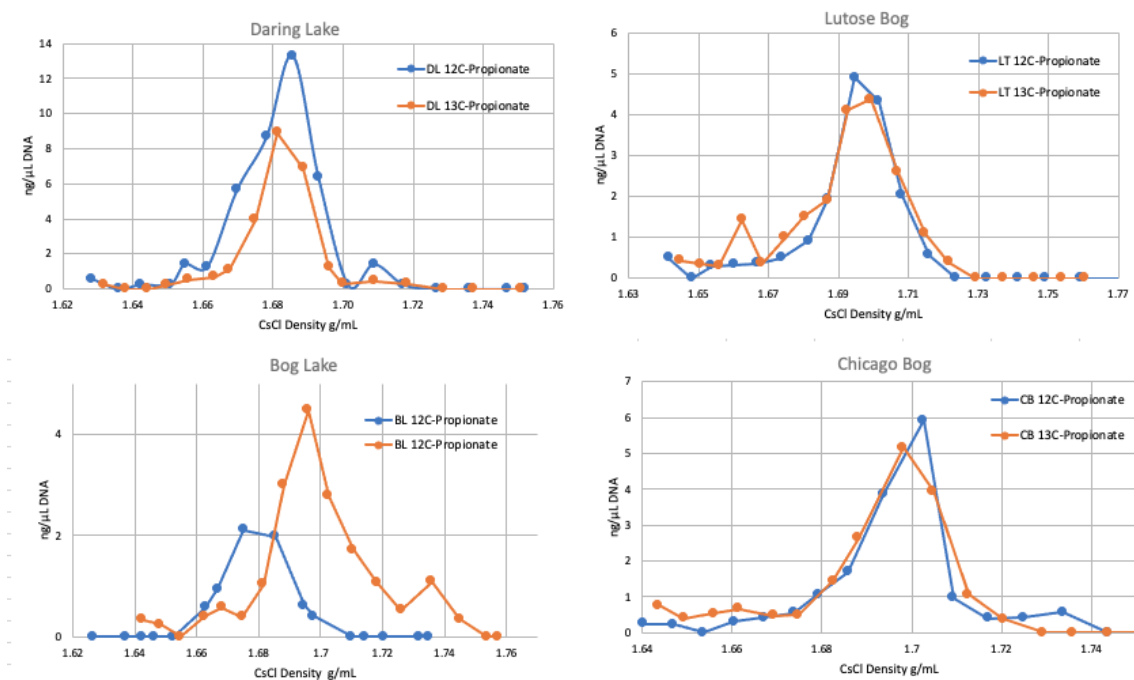 Daring Lake
14
12
10
8
6
4
2
0
ng/µL DNA
DL 12C-Propionate
DL 13C-Propionate
1.62 1.64 1.66 1.68 1.70 1.72 1.74 1.76
CsCl Density g/mL
Lutose Bog
6
5
4
3
2
1
0
ng/µL DNA
LT 12C-Propionate
LT 13C-Propionate
1.63 1.65 1.67 1.69 1.71 1.73 1.75 1.77
CsCl Density g/mL
Bog Lake
4
2
0
ng/µL DNA
BL 12C-Propionate
BL 12C-Propionate
1.62 1.64 1.66 1.68 1.70 1.72 1.74 1.76
CsCl Density g/mL
Chicago Bog
7
6
5
4
3
2
1
0
ng/µL DNA
CB 12C-Propionate
CB 13C-Propionate
1.64 1.66 1.68 1.7 1.72 1.74
CsCl Density g/mL